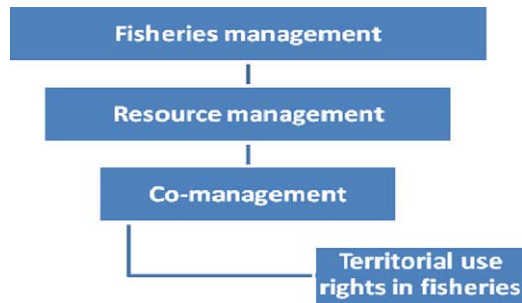 Fisheries management
Resource management
Co-management
Territorial use
rights in fisheries